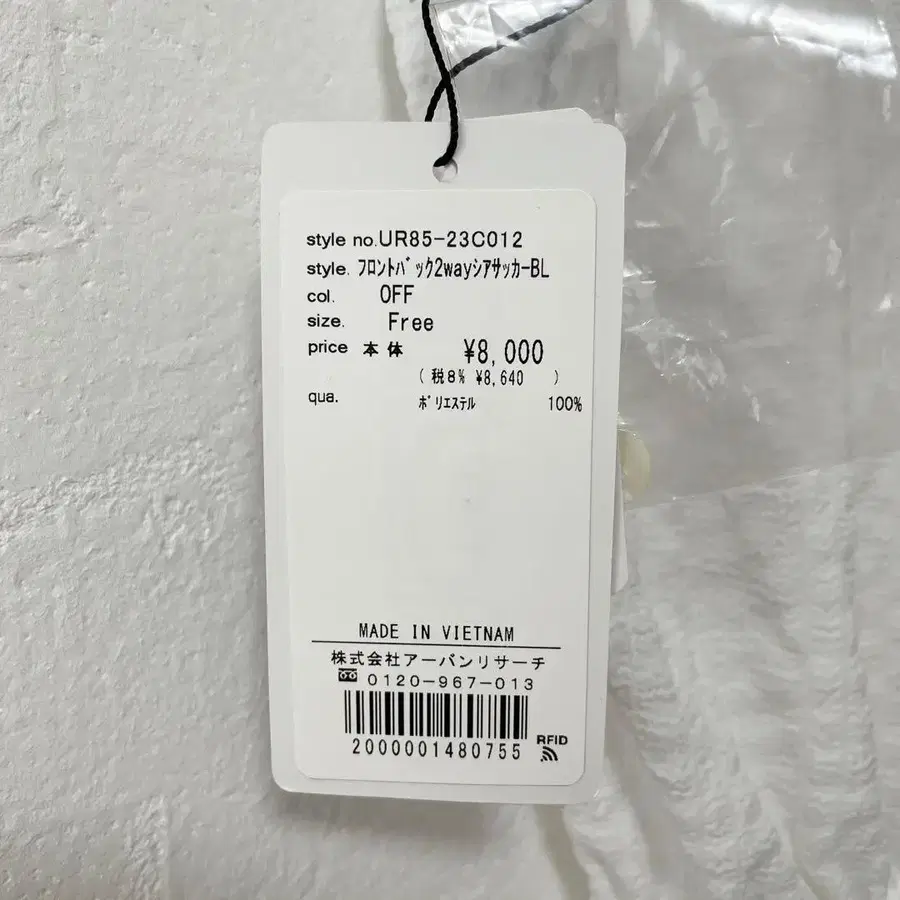 style no.UR85-23C012
style. ﾌﾛﾝﾄﾊﾞｯｸ2wayｼｱｻｯｶｰBL
col. OFF
size. Free
price 本体 ¥8,000
( 税8% ¥8,640 )
qua. ﾎﾟﾘｴｽﾃﾙ 100%
MADE IN VIETNAM
株式会社アーバンリサーチ
0120-967-013
2000001480755
RFID